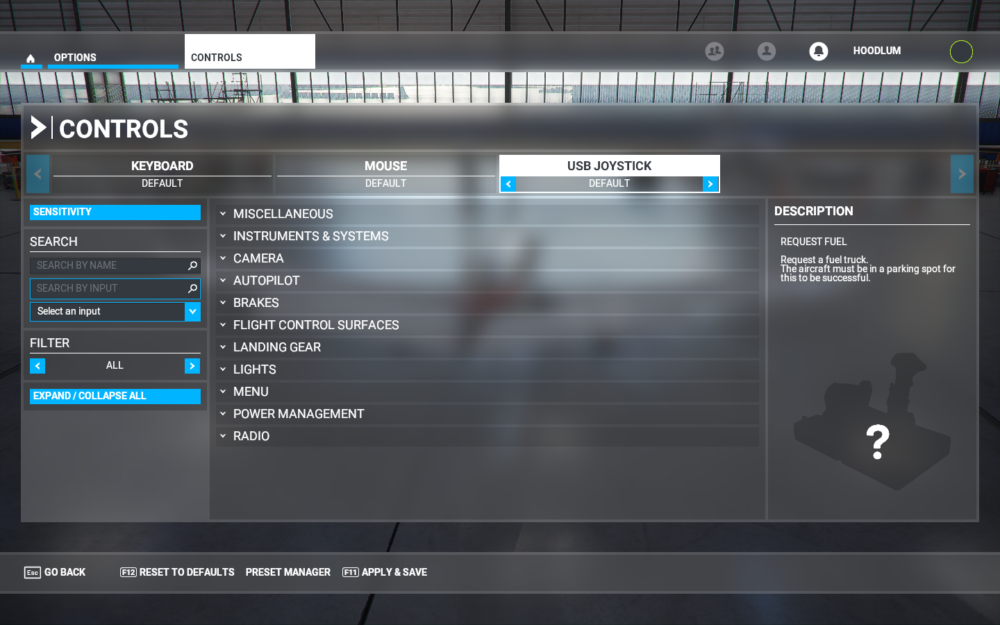 OPTIONS
CONTROLS
HOODLUM
CONTROLS
KEYBOARD
DEFAULT
MOUSE
DEFAULT
USB JOYSTICK
DEFAULT
SENSITIVITY
SEARCH
SEARCH BY NAME
SEARCH BY INPUT
Select an input
FILTER
ALL
EXPAND / COLLAPSE ALL
MISCELLANEOUS
INSTRUMENTS & SYSTEMS
CAMERA
AUTOPILOT
BRAKES
FLIGHT CONTROL SURFACES
LANDING GEAR
LIGHTS
MENU
POWER MANAGEMENT
RADIO
DESCRIPTION
REQUEST FUEL
Request a fuel truck.
The aircraft must be in a parking spot for
this to be successful.
?
Esc GO BACK
F12 RESET TO DEFAULTS
PRESET MANAGER
F11 APPLY & SAVE